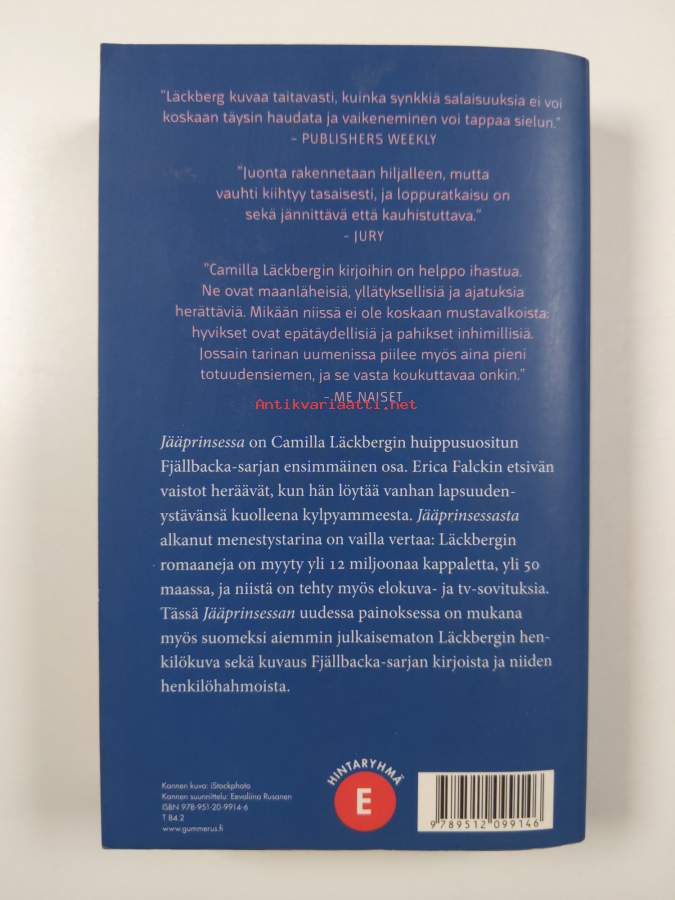 "Läckberg kuvaa taitavasti, kuinka synkkiä salaisuuksia ei voi
koskaan täysin haudata ja vaikeneminen voi tappaa sielun."
– PUBLISHERS WEEKLY
"Juonta rakennetaan hiljalleen, mutta
vauhti kiihtyy tasaisesti, ja loppuratkaisu on
sekä jännittävä että kauhistuttava."
– JURY
"Camilla Läckbergin kirjoihin on helppo ihastua.
Ne ovat maanläheisiä, yllätyksellisiä ja ajatuksia
herättäviä. Mikään niissä ei ole koskaan mustavalkoista:
hyvikset ovat epätäydellisiä ja pahikset inhimillisiä.
Jossain tarinan uumenissa piilee myös aina pieni
totuudensiemen, ja se vasta koukuttavaa onkin."
– ME NAISET
Antikvariaatti.net
Jääprinsessa on Camilla Läckbergin huippusuositun
Fjällbacka-sarjan ensimmäinen osa. Erica Falckin etsivän
vaistot heräävät, kun hän löytää vanhan lapsuuden-
ystävänsä kuolleena kylpyammeesta. Jääprinsessasta
alkanut menestystarina on vailla vertaa: Läckbergin
romaaneja on myyty yli 12 miljoonaa kappaletta, yli 50
maassa, ja niistä on tehty myös elokuva- ja tv-sovituksia.
Tässä Jääprinsessan uudessa painoksessa on mukana
myös suomeksi aiemmin julkaisematon Läckbergin hen-
kilökuva sekä kuvaus Fjällbacka-sarjan kirjoista ja niiden
henkilöhahmoista.
Kannen kuva: iStockphoto
Kannen suunnittelu: Eevaliina Rusanen
ISBN 978-951-20-9914-6
T 84.2
www.gummerus.fi
HINTARYHMÄ
E
9 789512 099146